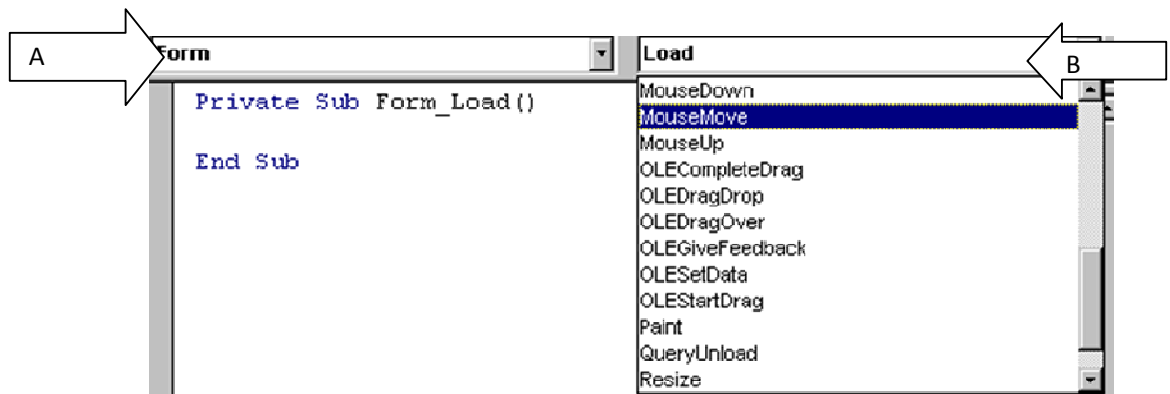 A
Form
Load
B
Private Sub Form_Load()
End Sub
MouseDown
MouseMove
MouseUp
OLECompleteDrag
OLEDragDrop
OLEDragOver
OLEGiveFeedback
OLESetData
OLEStartDrag
Paint
QueryUnload
Resize